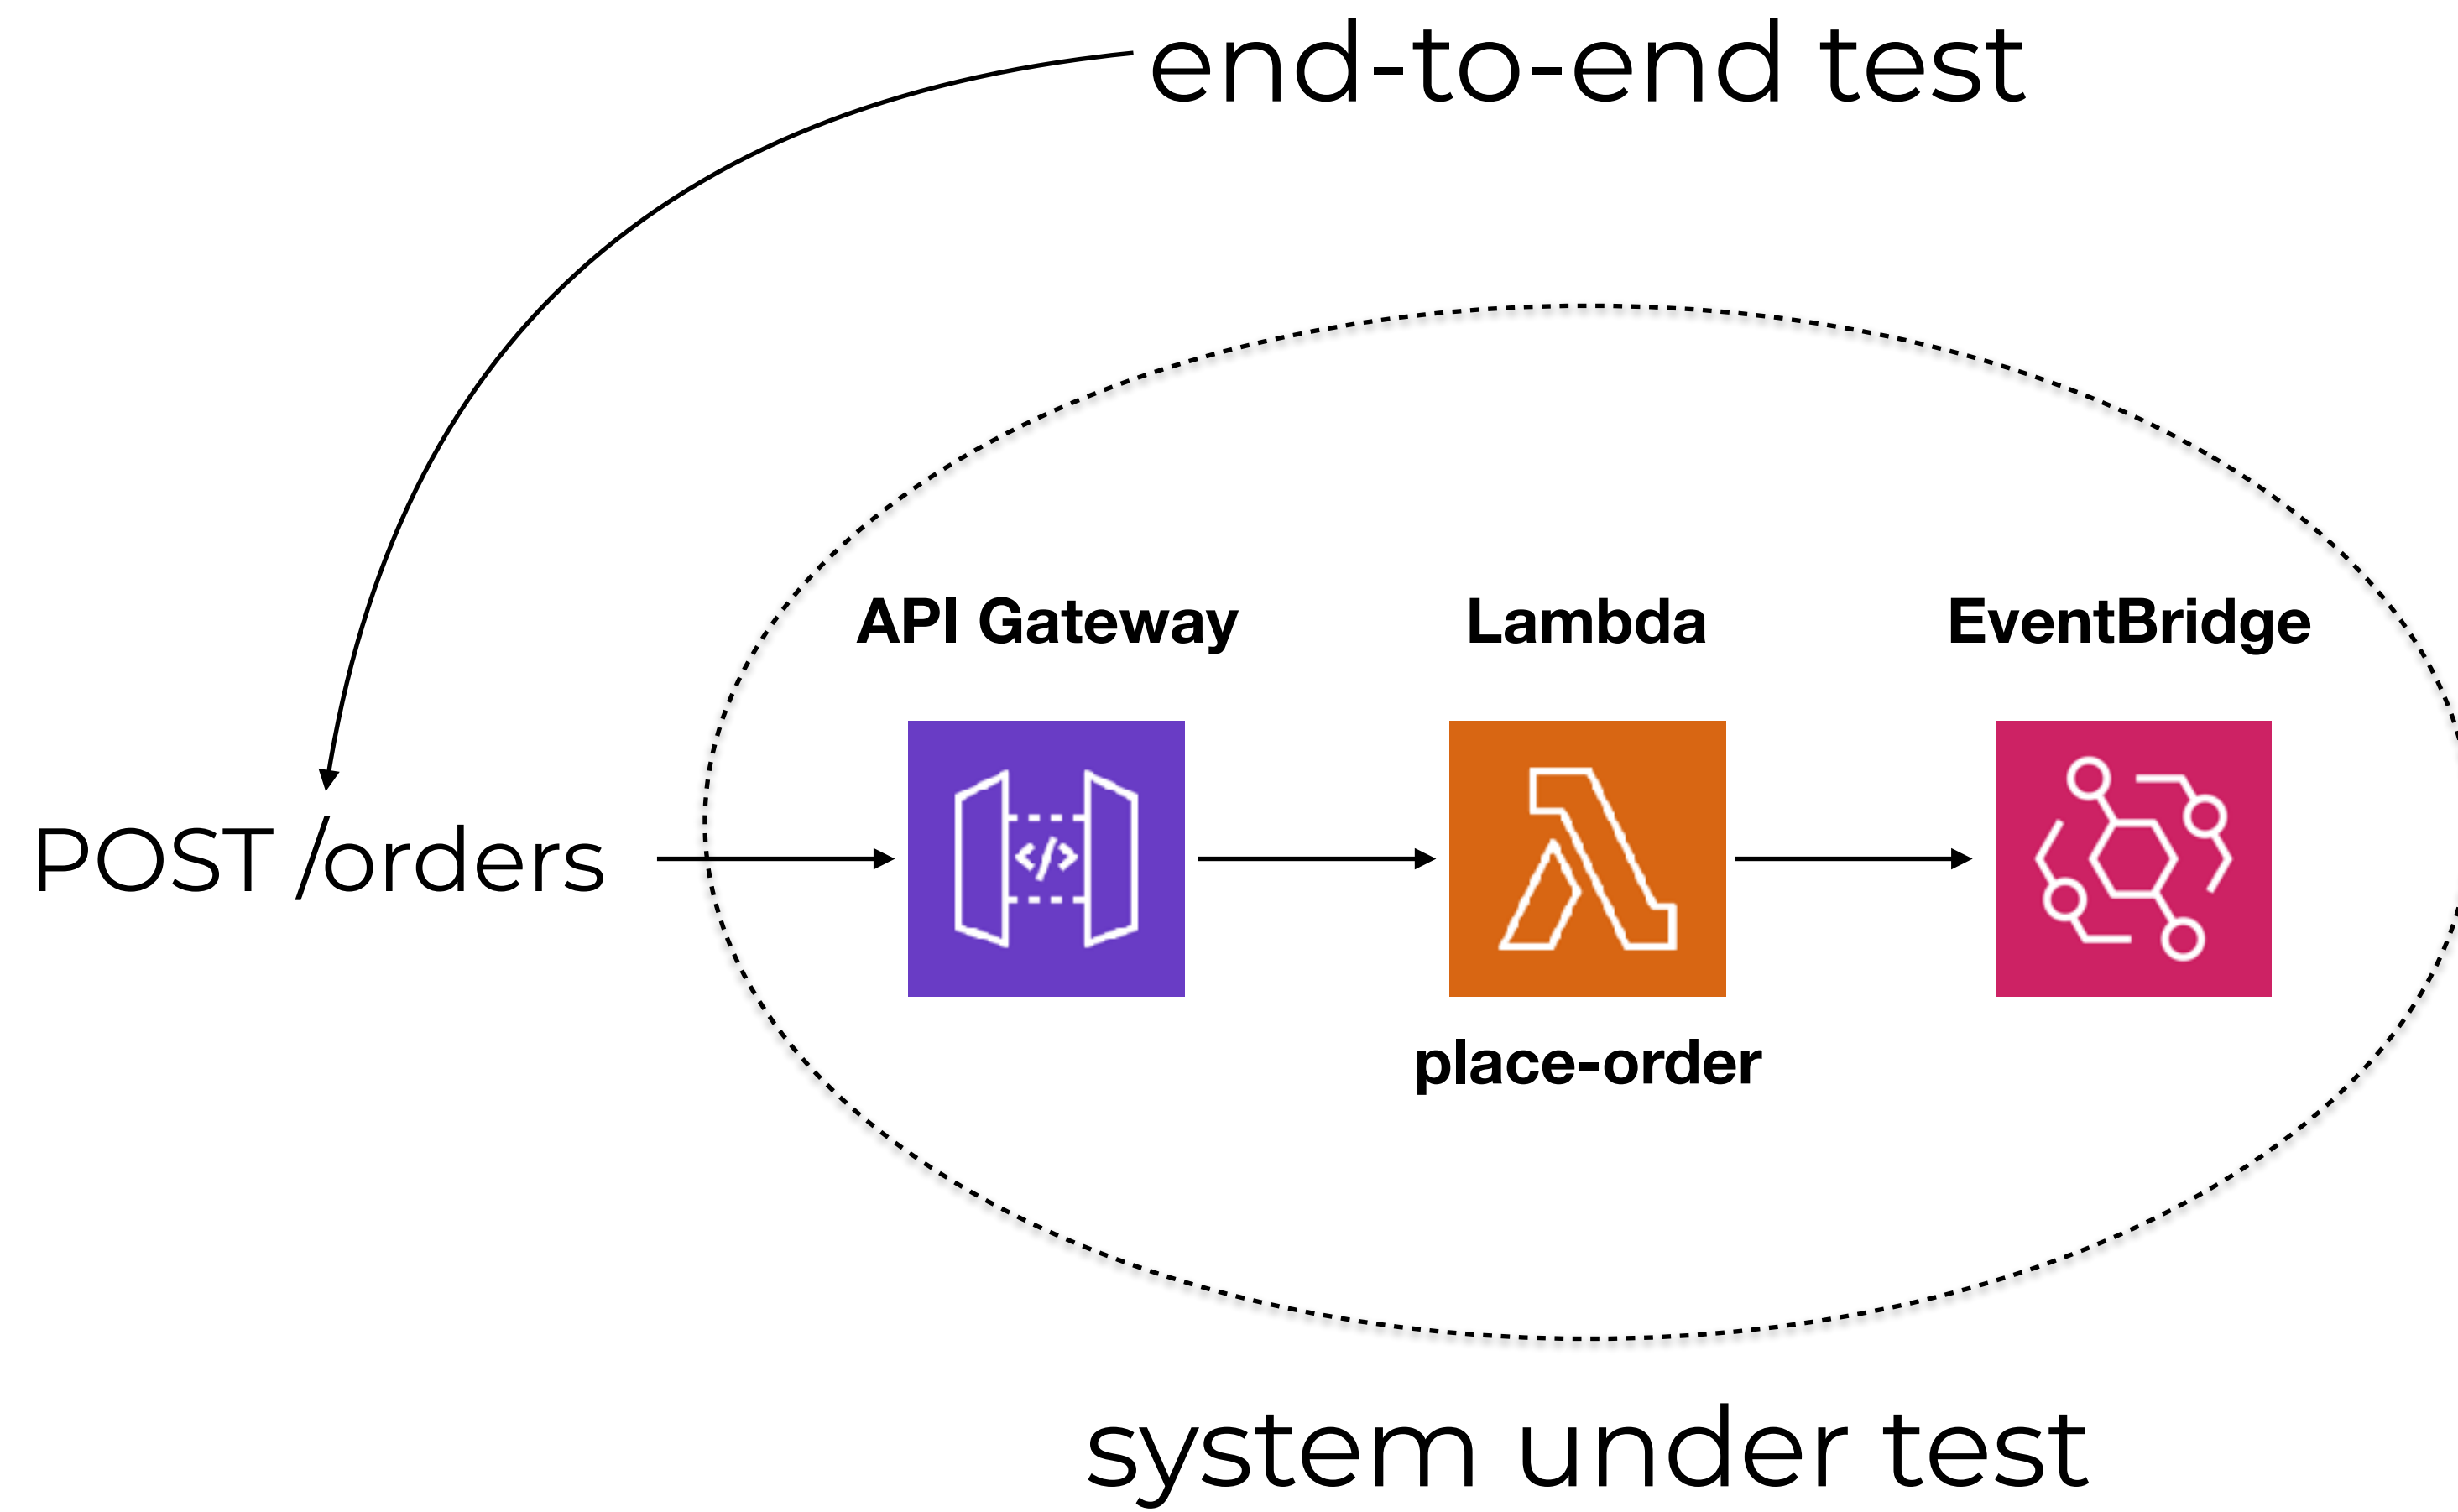 end-to-end test
API Gateway
Lambda
EventBridge
POST /orders
</>
place-order
system under test